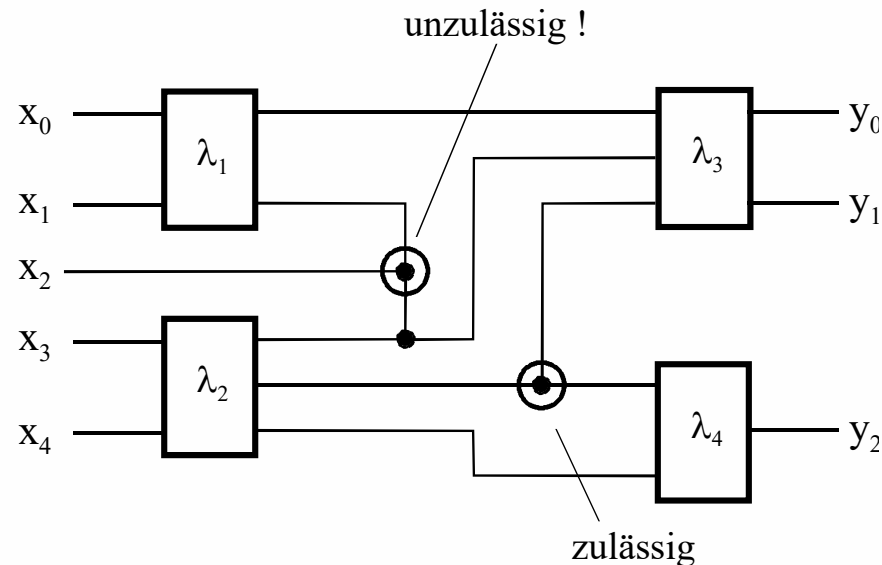 unzulässig !
x₀
λ₁
λ₃
y₀
x₁
y₁
x₂
x₃
λ₂
λ₄
x₄
y₂
zulässig